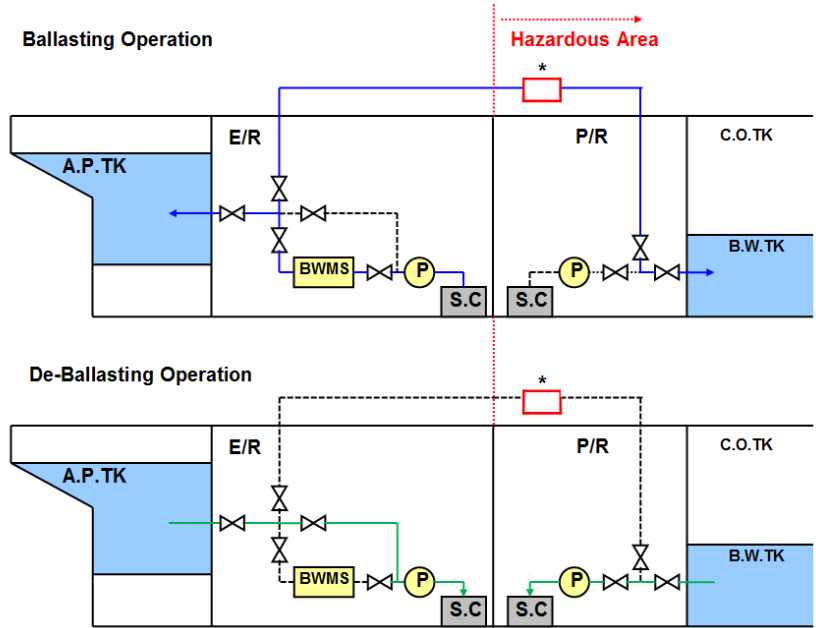 Ballasting Operation
Hazardous Area
*
E/R
P/R
C.O.TK
A.P.TK
B.W.TK
BWMS
P
P
S.C
S.C
De-Ballasting Operation
*
E/R
P/R
C.O.TK
A.P.TK
B.W.TK
BWMS
P
P
S.C
S.C